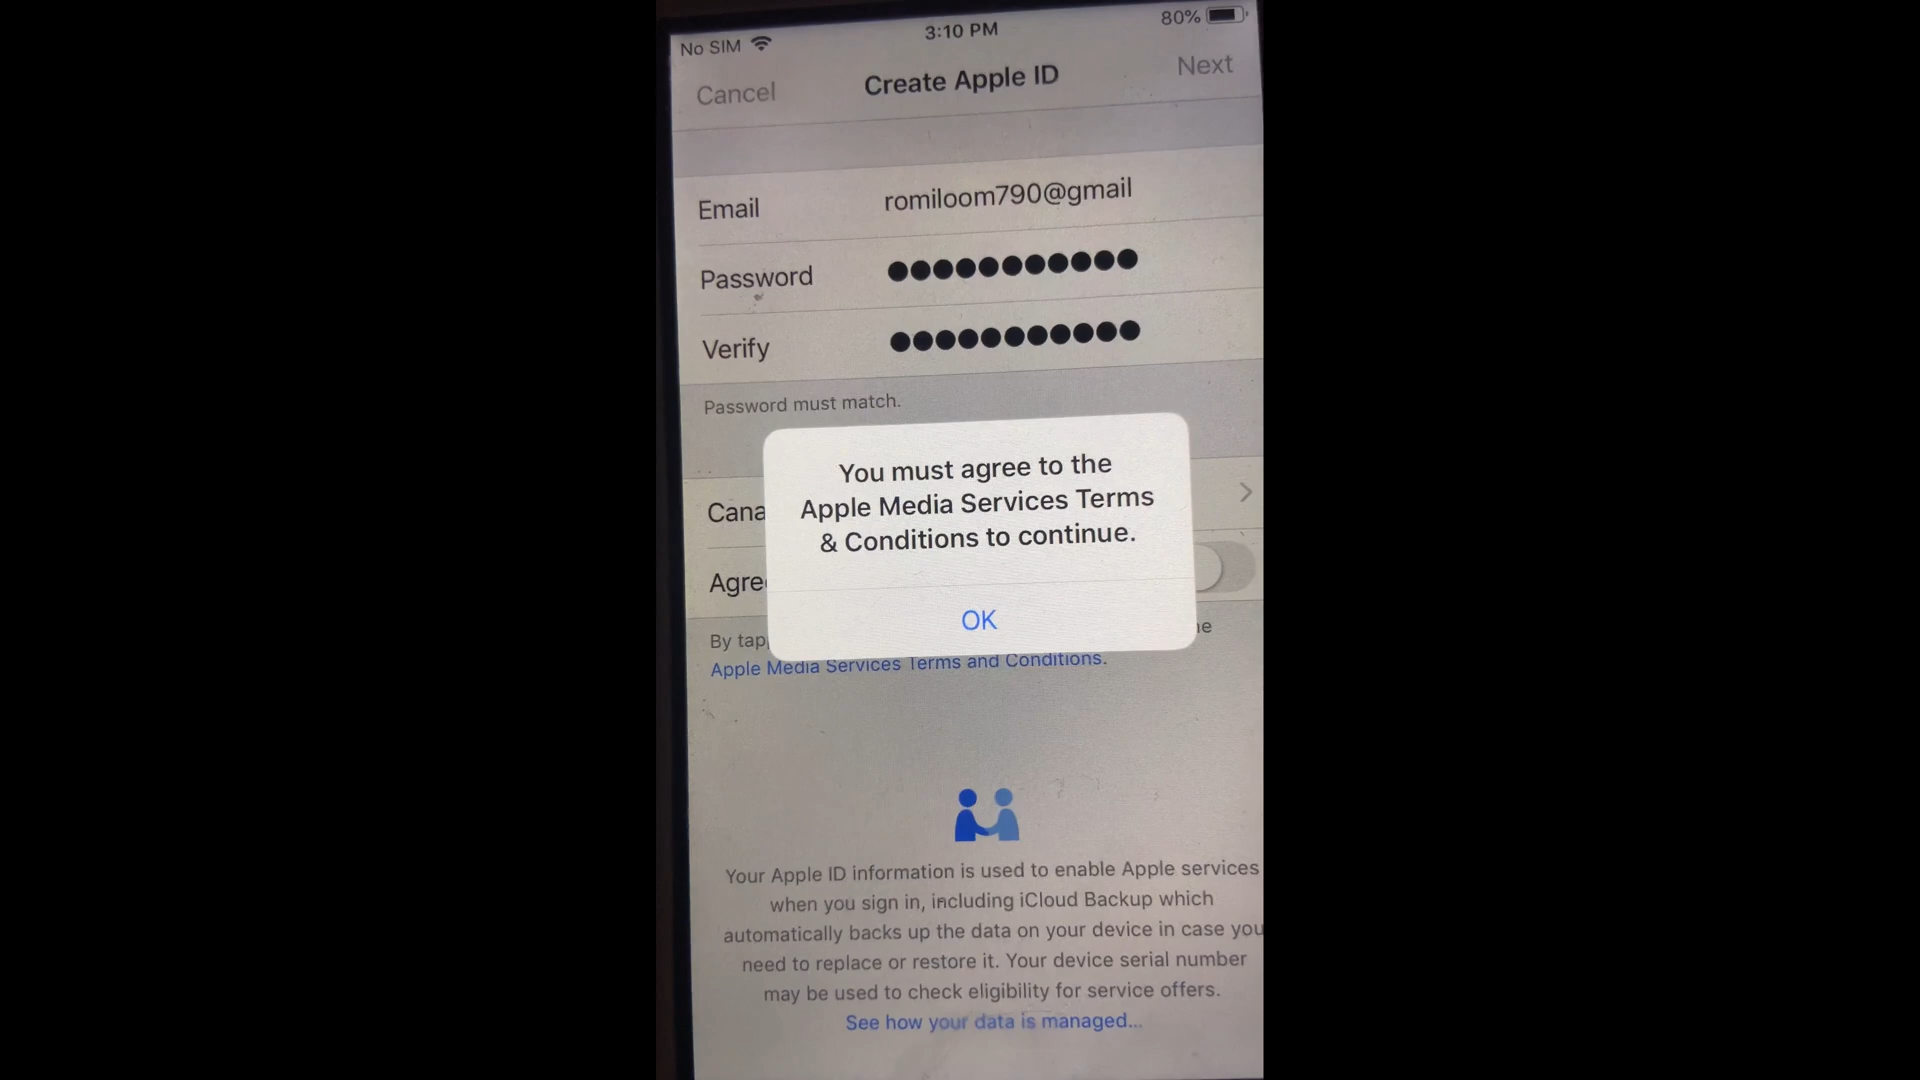 No SIM
3:10 PM
80%
Cancel
Create Apple ID
Next
Email
romiloom790@gmail
Password
●●●●●●●●●●●
Verify
●●●●●●●●●●●
Password must match.
You must agree to the
Apple Media Services Terms
& Conditions to continue.
OK
Cana
Agre
By tap
Apple Media Services Terms and Conditions.
Your Apple ID information is used to enable Apple services
when you sign in, including iCloud Backup which
automatically backs up the data on your device in case you
need to replace or restore it. Your device serial number
may be used to check eligibility for service offers.
See how your data is managed...